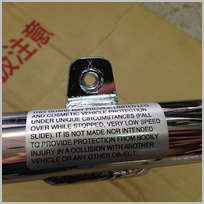 THIS GUARD MAY PROVIDE LIMITED LEG
AND COSMETIC VEHICLE PROTECTION
UNDER UNIQUE CIRCUMSTANCES (FALL
OVER WHILE STOPPED, VERY LOW SPEED
SLIDE). IT IS NOT MADE NOR INTENDED
TO PROVIDE PROTECTION FROM BODILY
INJURY IN A COLLISION WITH ANOTHER
VEHICLE OR ANY OTHER OBJECT.
注意